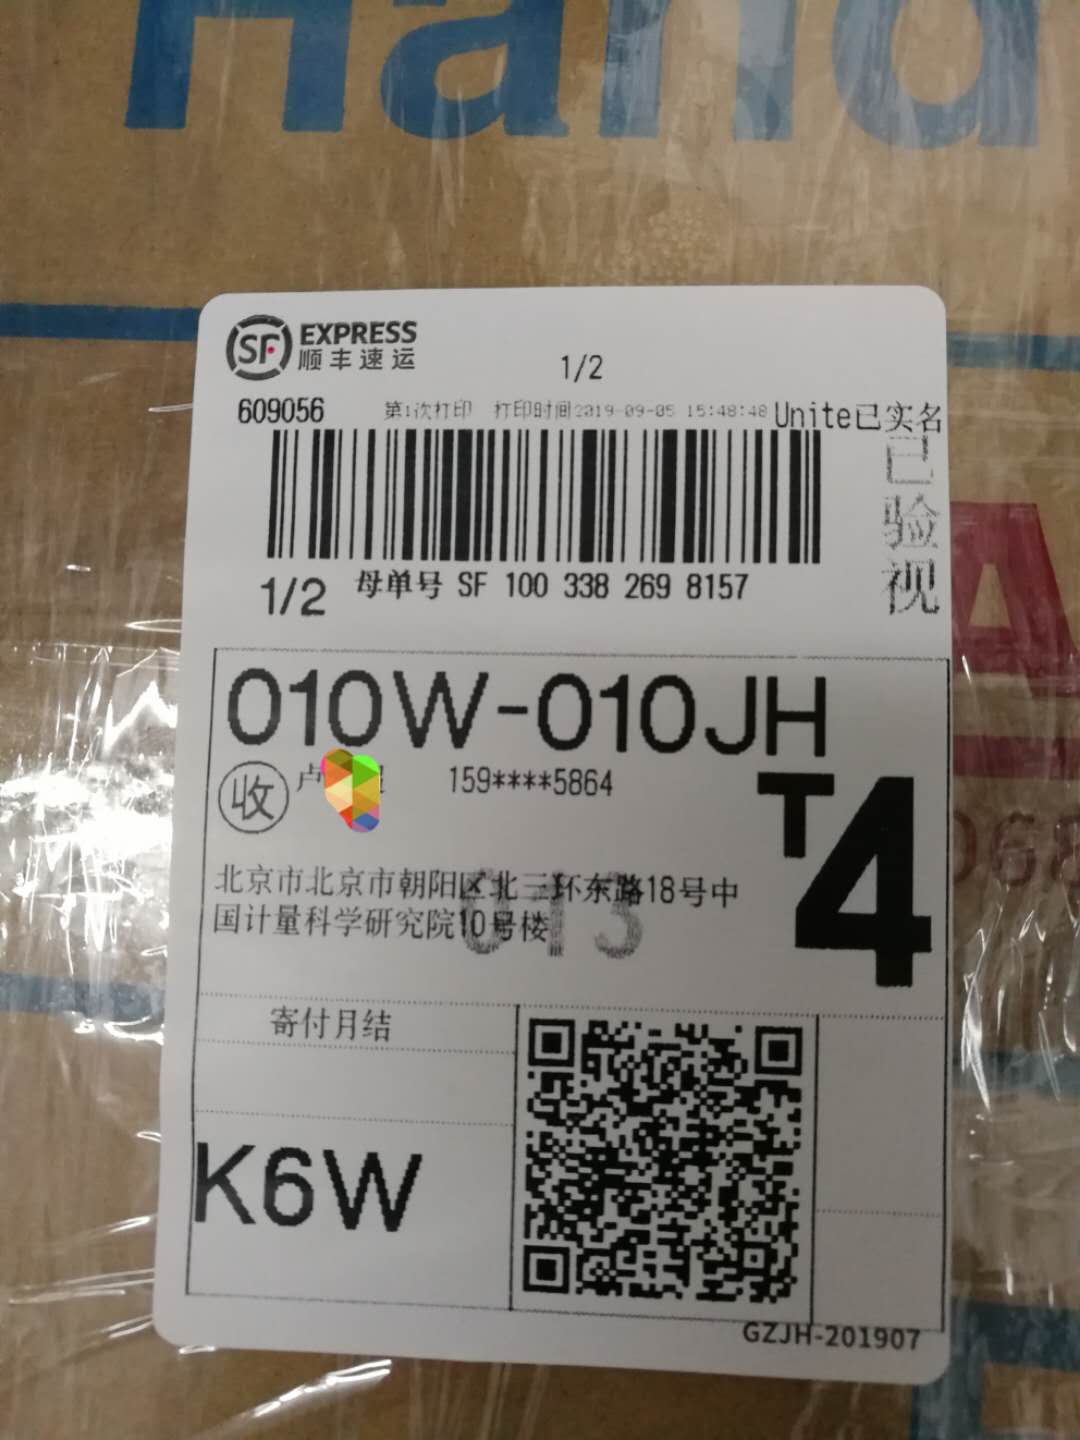 Hand
SF EXPRESS
顺丰速运
1/2
609056 第1次打印 打印时间2019-09-05 15:48:48 Unite已实名
已验视
1/2 母单号 SF 100 338 269 8157
010W-010JH
收 卢 159****5864
T4
北京市北京市朝阳区北三环东路18号中
国计量科学研究院10号楼
013
寄付月结
K6W
GZJH-201907
A
068